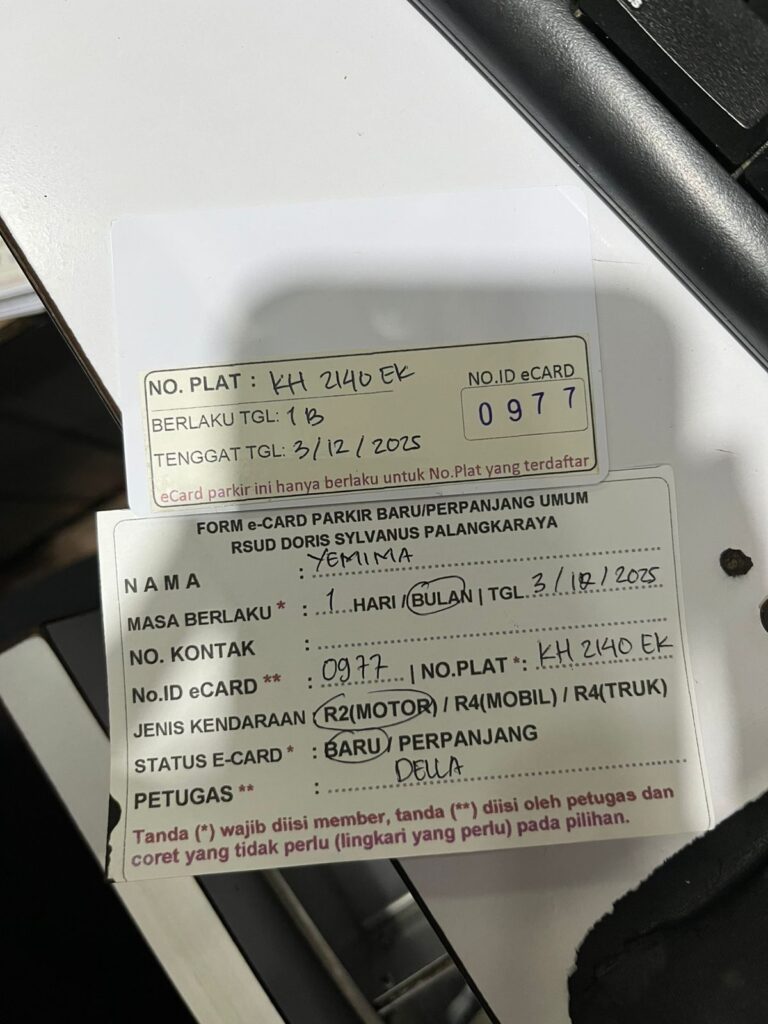 NO. PLAT : KH 2140 EK
NO.ID eCARD
0977
BERLAKU TGL: 1 B
TENGGAT TGL: 3/12/2025
eCard parkir ini hanya berlaku untuk No.Plat yang terdaftar
FORM e-CARD PARKIR BARU/PERPANJANG UMUM
RSUD DORIS SYLVANUS PALANGKARAYA
NAMA : YEMIMA
MASA BERLAKU * : 1 HARI / BULAN | TGL. 3/12/2025
NO. KONTAK :
No.ID eCARD ** : 0977 | NO.PLAT *: KH 2140 EK
JENIS KENDARAAN : R2(MOTOR) / R4(MOBIL) / R4(TRUK)
STATUS E-CARD * : BARU / PERPANJANG
PETUGAS ** : DELLA
Tanda (*) wajib diisi member, tanda (**) diisi oleh petugas dan
coret yang tidak perlu (lingkari yang perlu) pada pilihan.